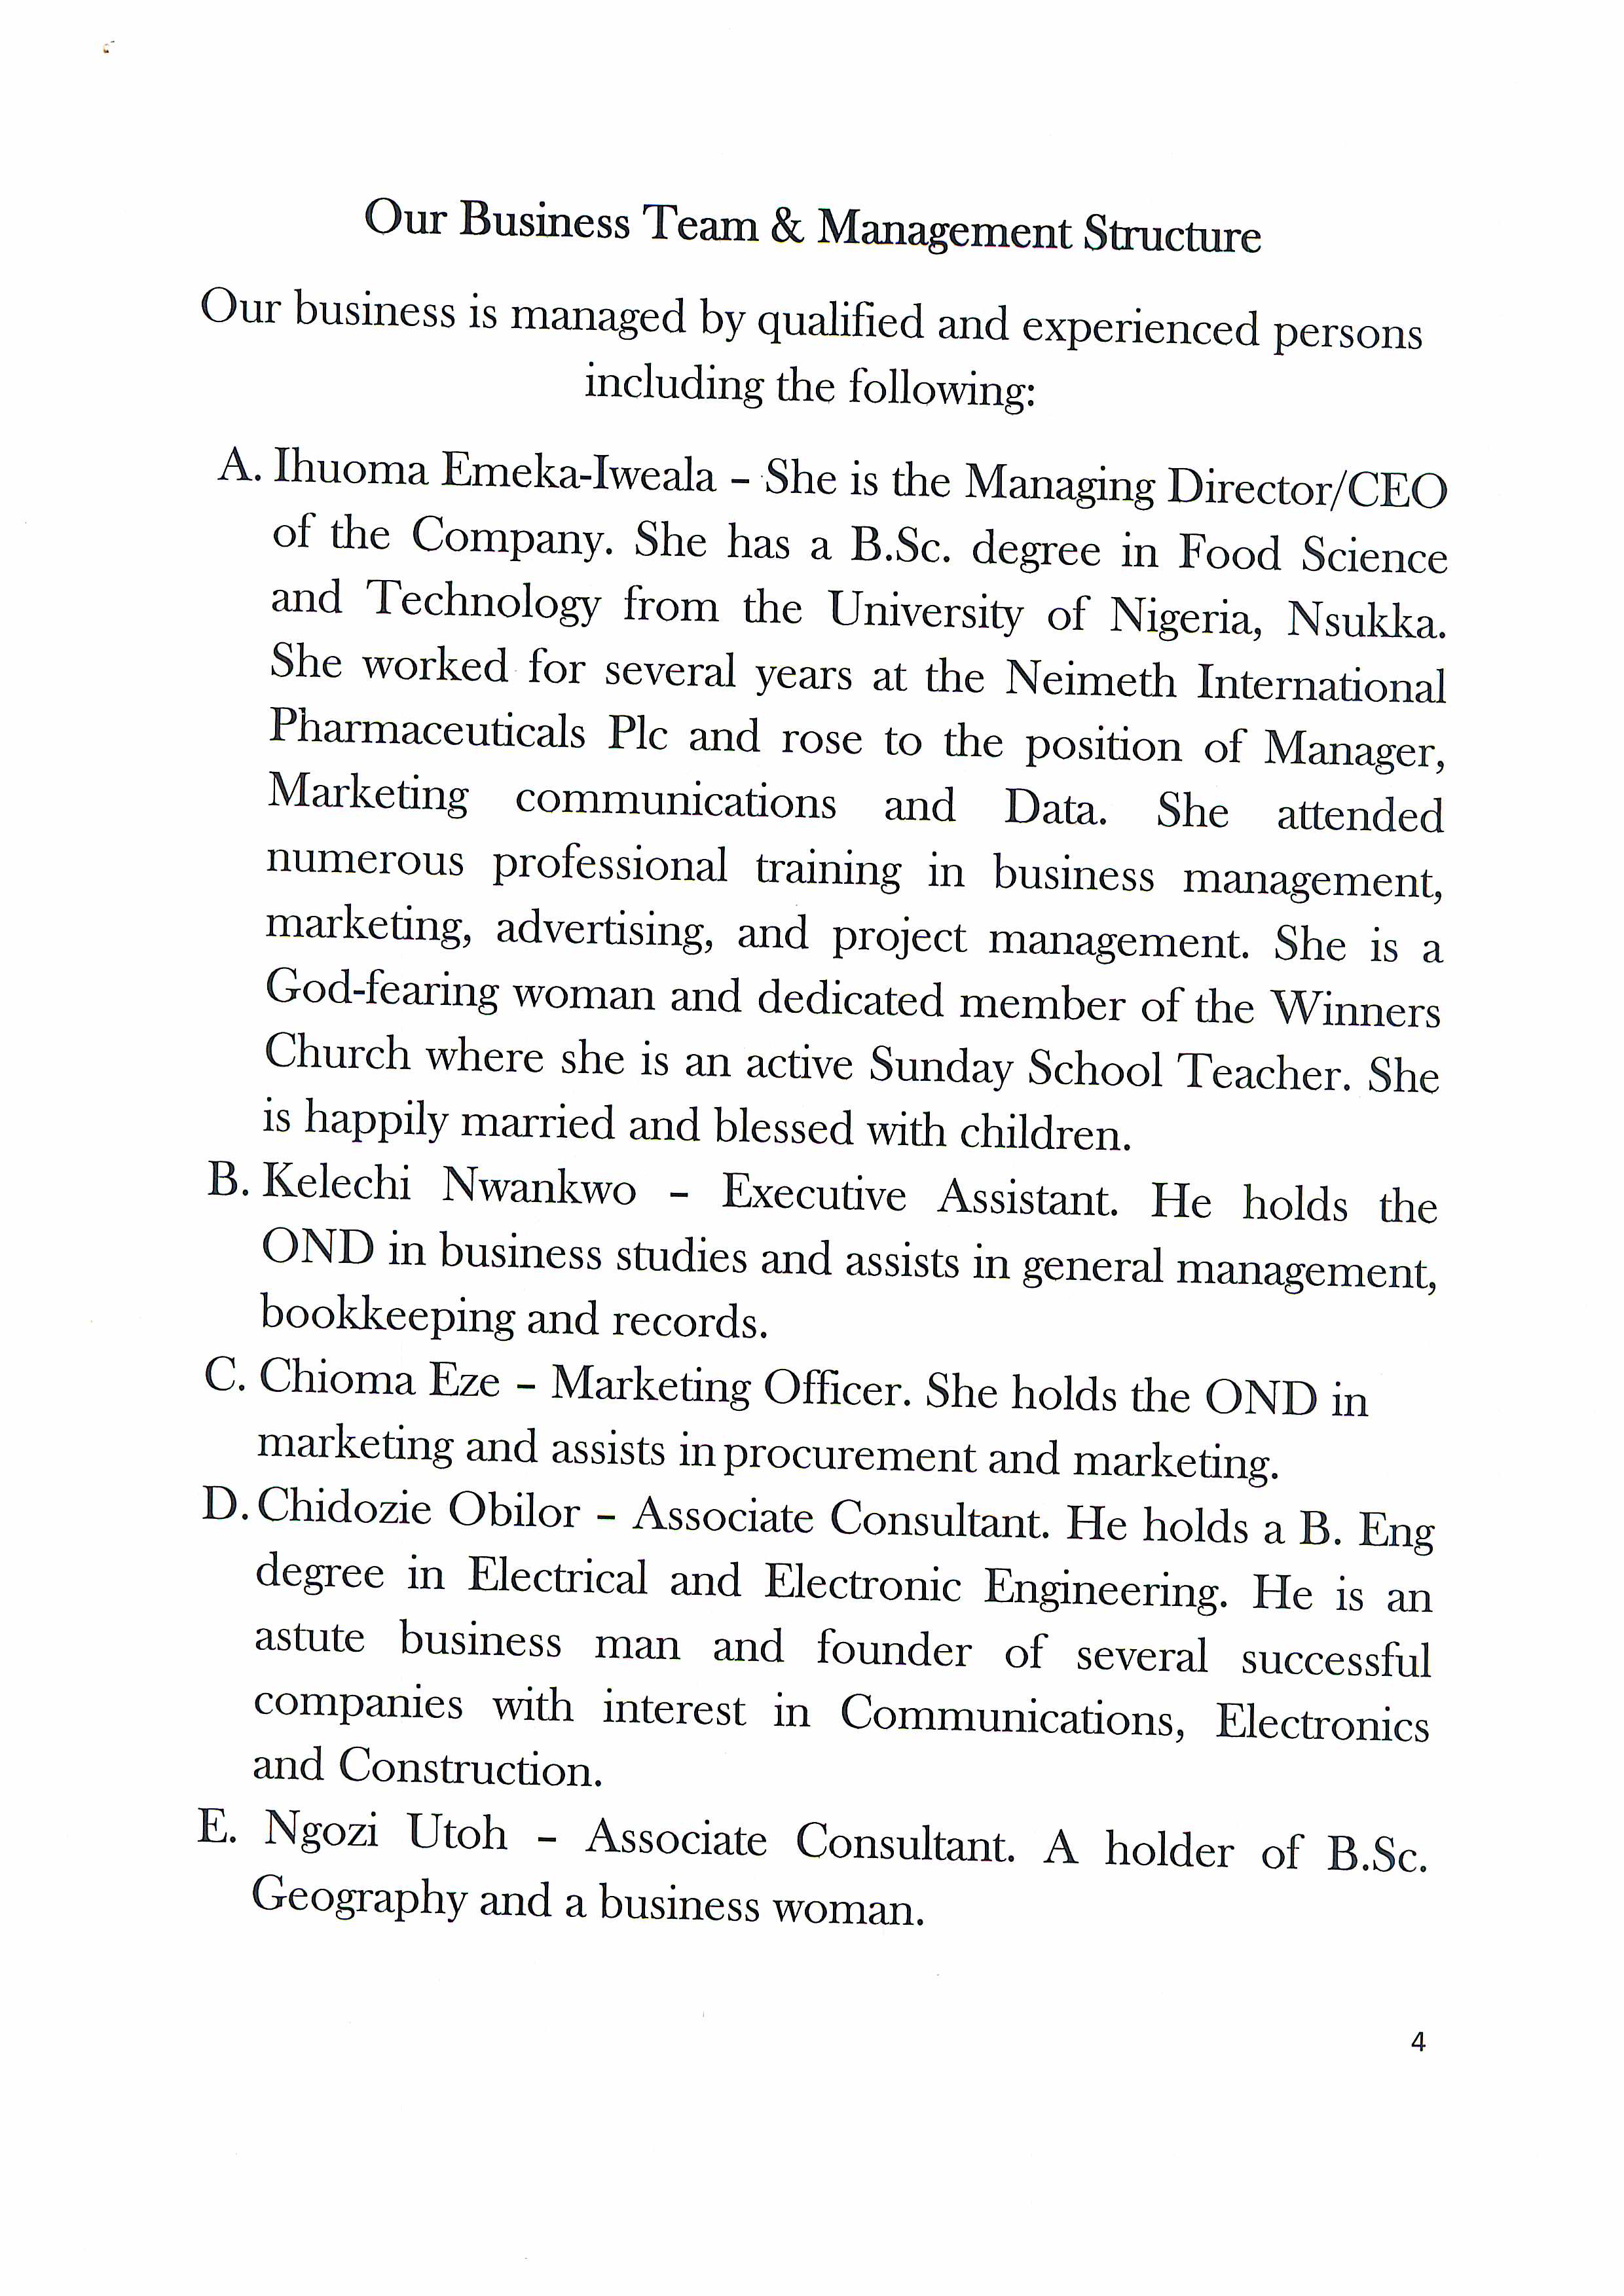 Our Business Team & Management Structure
Our business is managed by qualified and experienced persons
including the following:
A. Ihuoma Emeka-Iweala – She is the Managing Director/CEO
of the Company. She has a B.Sc. degree in Food Science
and Technology from the University of Nigeria, Nsukka.
She worked for several years at the Neimeth International
Pharmaceuticals Plc and rose to the position of Manager,
Marketing communications and Data. She attended
numerous professional training in business management,
marketing, advertising, and project management. She is a
God-fearing woman and dedicated member of the Winners
Church where she is an active Sunday School Teacher. She
is happily married and blessed with children.
B. Kelechi Nwankwo – Executive Assistant. He holds the
OND in business studies and assists in general management,
bookkeeping and records.
C. Chioma Eze – Marketing Officer. She holds the OND in
marketing and assists in procurement and marketing.
D. Chidozie Obilor – Associate Consultant. He holds a B. Eng
degree in Electrical and Electronic Engineering. He is an
astute business man and founder of several successful
companies with interest in Communications, Electronics
and Construction.
E. Ngozi Utoh – Associate Consultant. A holder of B.Sc.
Geography and a business woman.
4